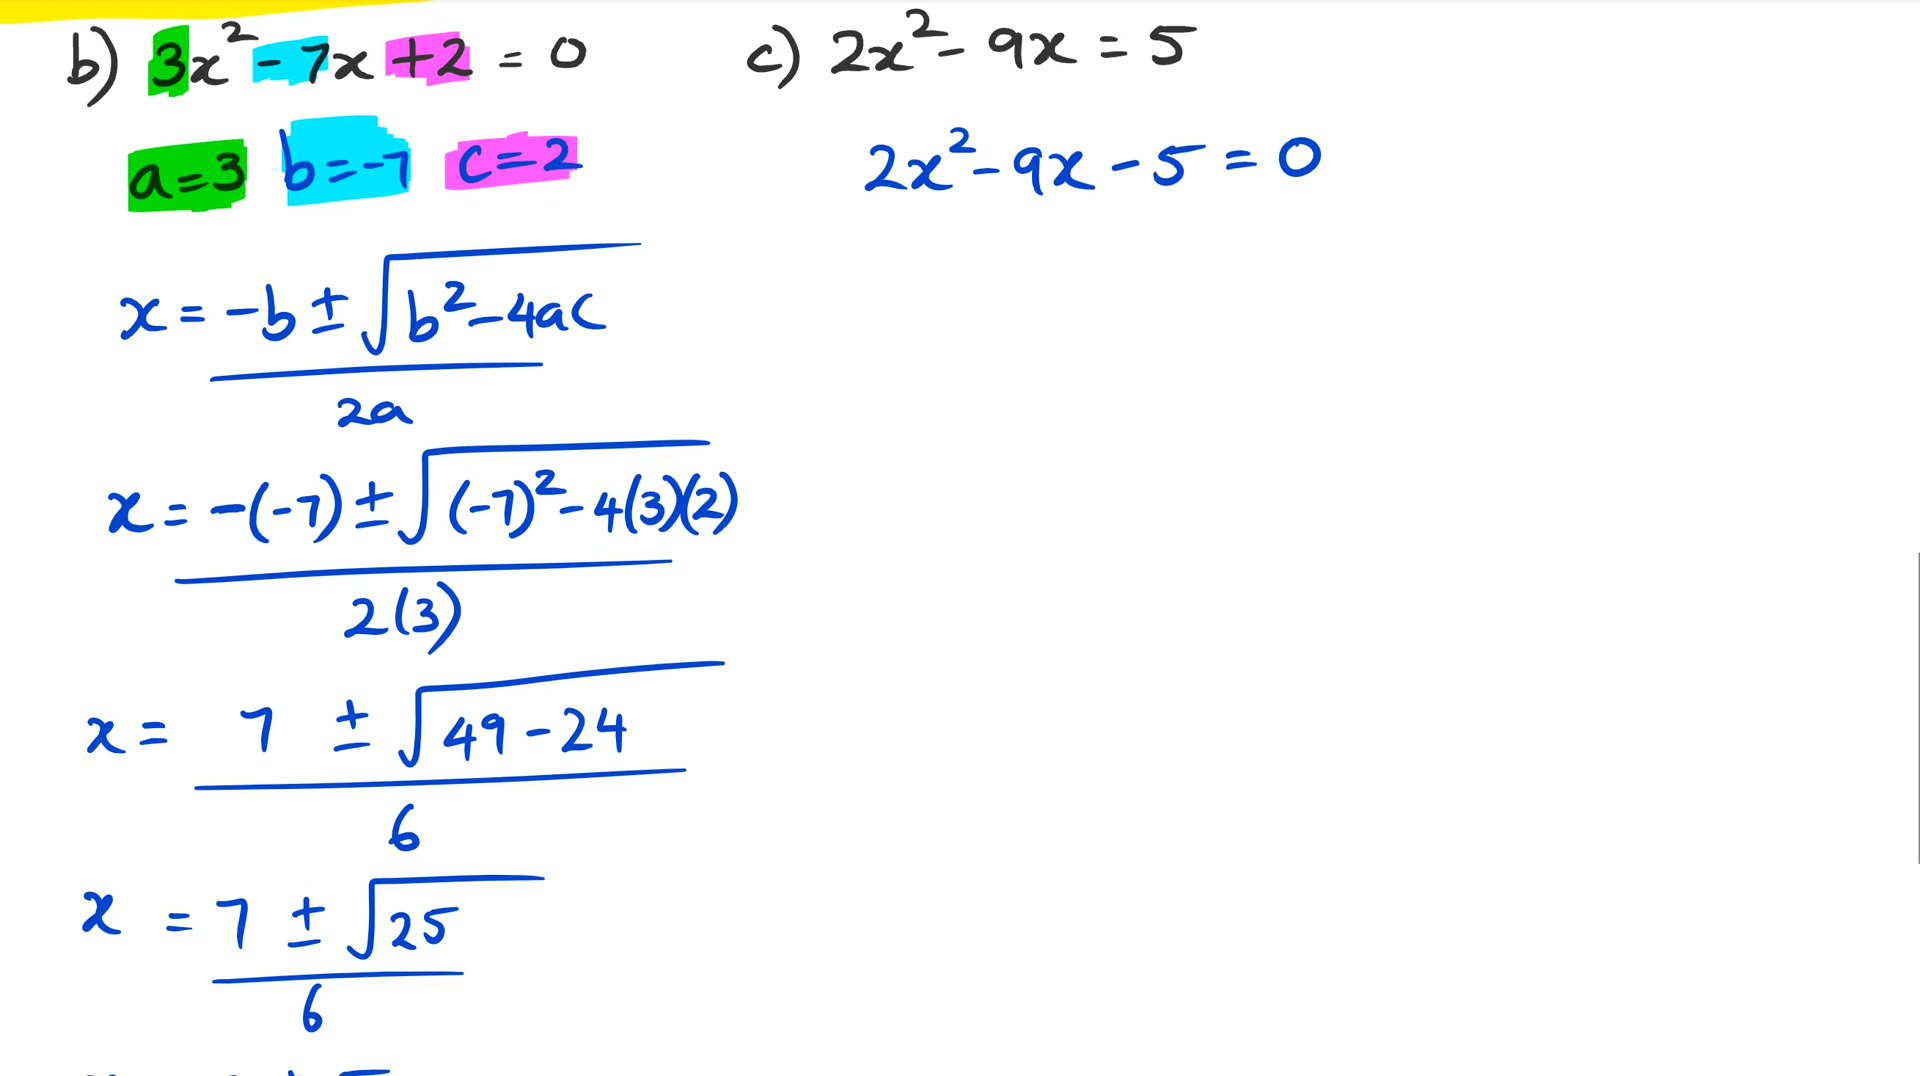 b) 3x² - 7x + 2 = 0
a = 3 b = -7 c = 2
x = -b ± √b² - 4ac
2a
x = -(-7) ± √(-7)² - 4(3)(2)
2(3)
x = 7 ± √49 - 24
6
x = 7 ± √25
6
c) 2x² - 9x = 5
2x² - 9x - 5 = 0